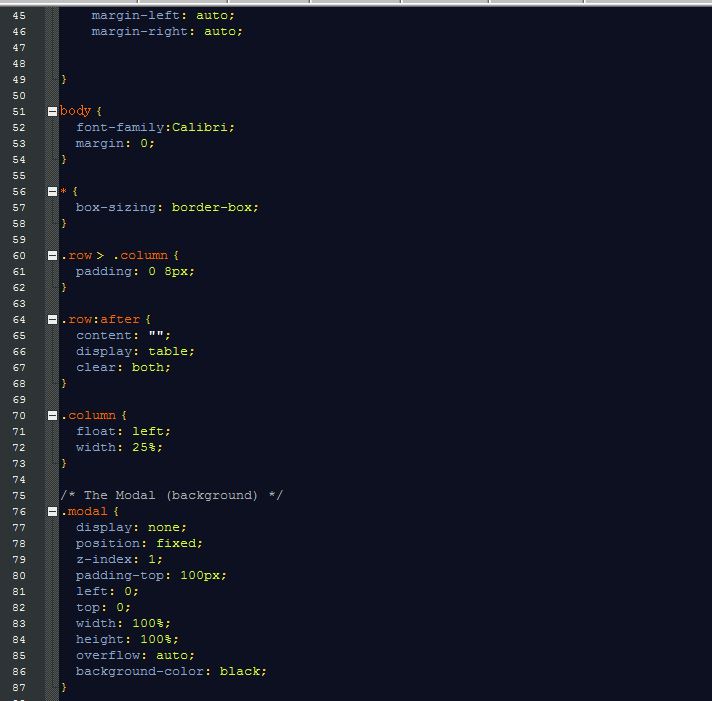 45 margin-left: auto;
46 margin-right: auto;
47
48
49 }
50
51 body {
52 font-family:Calibri;
53 margin: 0;
54 }
55
56 * {
57 box-sizing: border-box;
58 }
59
60 .row > .column {
61 padding: 0 8px;
62 }
63
64 .row:after {
65 content: "";
66 display: table;
67 clear: both;
68 }
69
70 .column {
71 float: left;
72 width: 25%;
73 }
74
75 /* The Modal (background) */
76 .modal {
77 display: none;
78 position: fixed;
79 z-index: 1;
80 padding-top: 100px;
81 left: 0;
82 top: 0;
83 width: 100%;
84 height: 100%;
85 overflow: auto;
86 background-color: black;
87 }